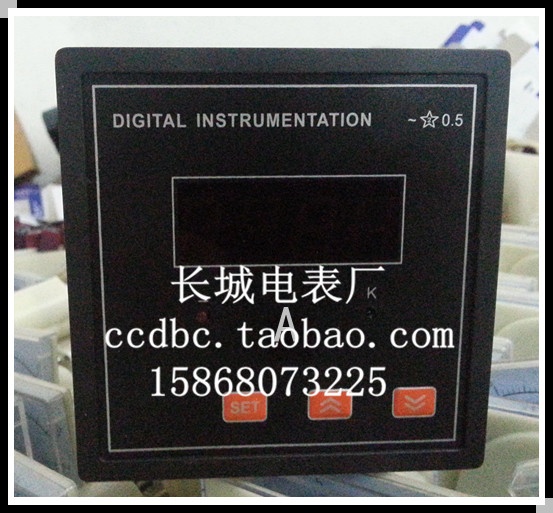 DIGITAL INSTRUMENTATION ~☆0.5
长城电表厂
K
A
ccdbc.taobao.com
15868073225
SET